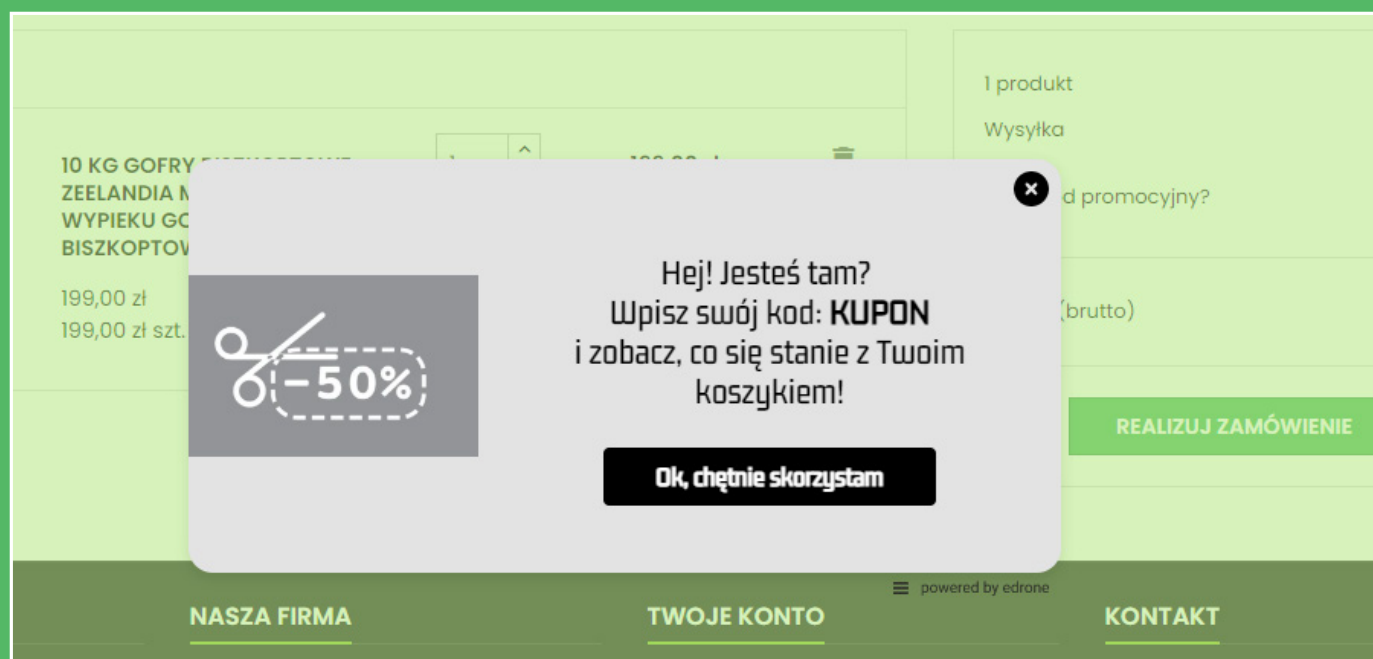 1 produkt
Wysyłka
10 KG GOFRY
ZEELANDIA
WYPIEKU
199,00 zł
199,00 zł szt.
promocyjny?
(brutto)
REALIZUJ ZAMÓWIENIE
-50%
Hej! Jesteś tam?
Wpisz swój kod: KUPON
i zobacz, co się stanie z Twoim
koszykiem!
Ok, chętnie skorzystam
powered by edrone
NASZA FIRMA
TWOJE KONTO
KONTAKT